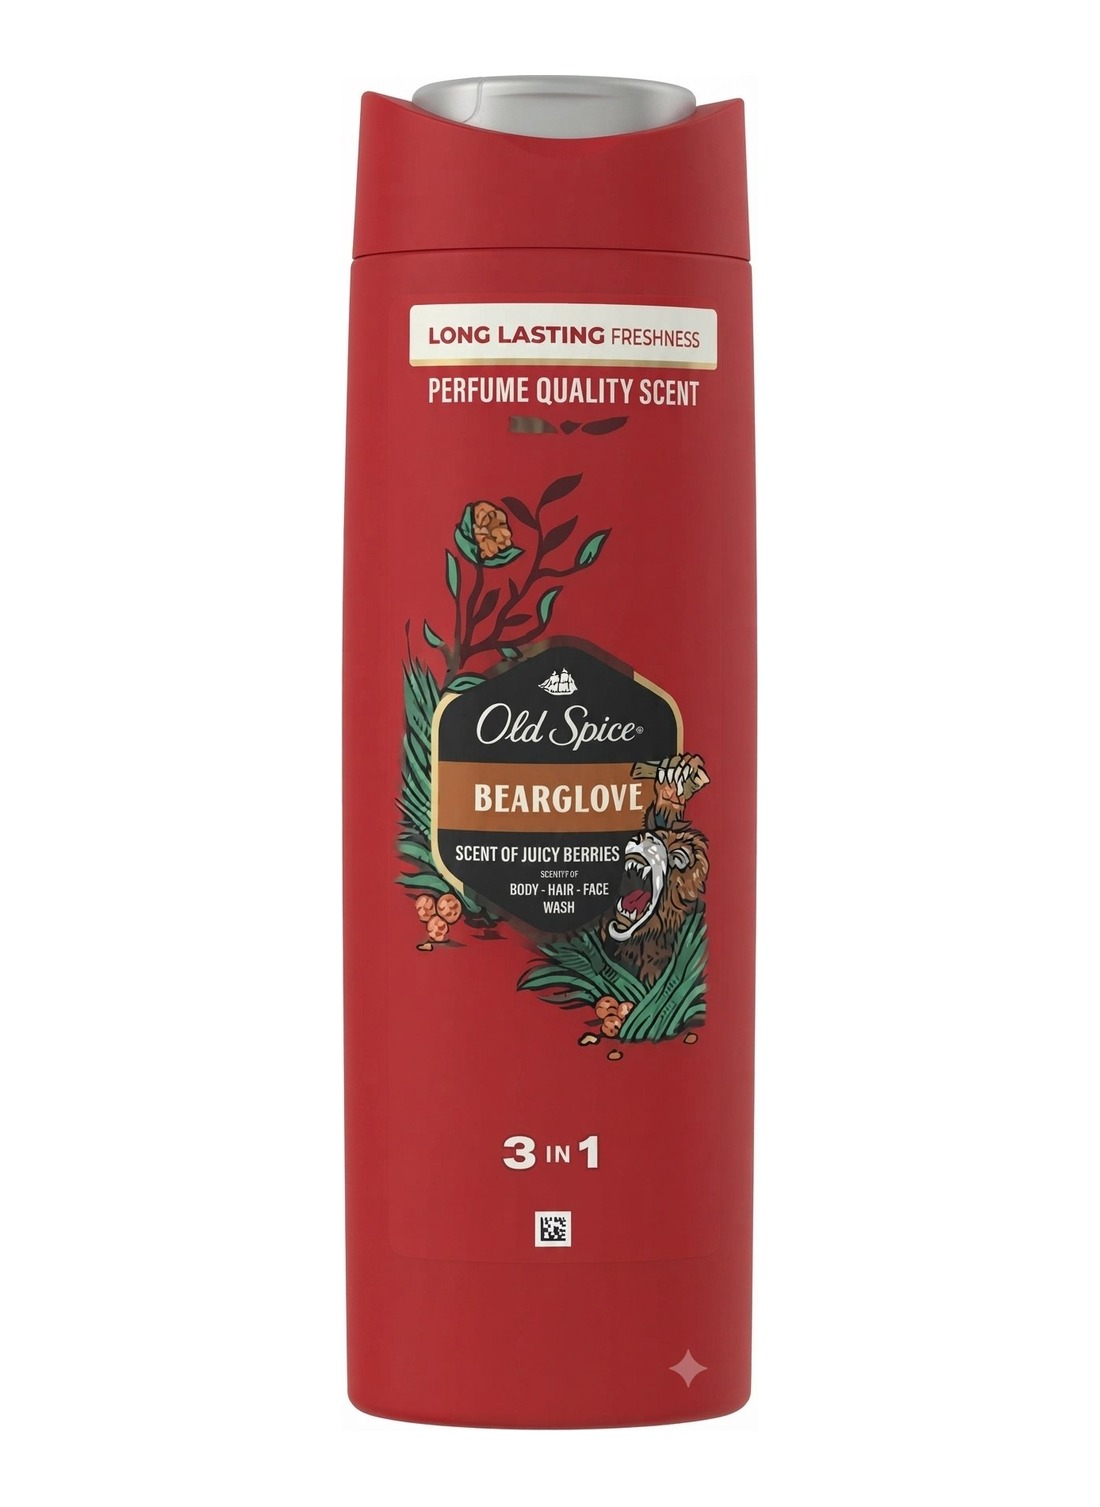 LONG LASTING FRESHNESS
PERFUME QUALITY SCENT
Old Spice®
BEARGLOVE
SCENT OF JUICY BERRIES
OF
BODY - HAIR - FACE
WASH
3 IN 1